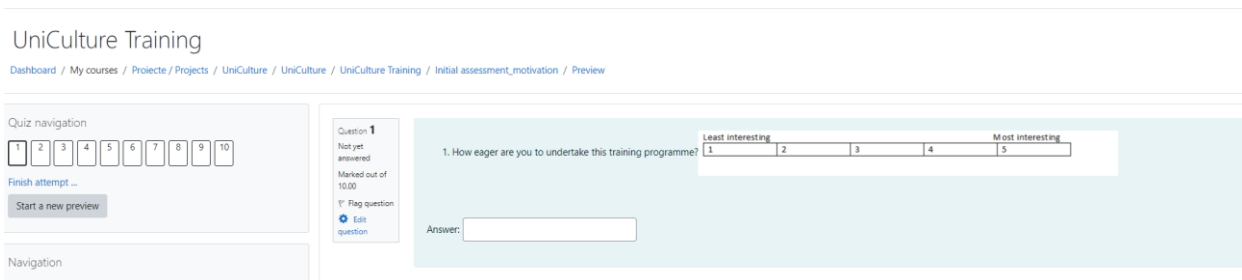 UniCulture Training
Dashboard / My courses / Proiecte / Projects / UniCulture / UniCulture / UniCulture Training / Initial assessment_motivation / Preview
Quiz navigation
1 2 3 4 5 6 7 8 9 10
Finish attempt ...
Start a new preview
Navigation
Question 1
Not yet
answered
Marked out of
10.00
Flag question
Edit
question
Least interesting Most interesting
1. How eager are you to undertake this training programme? 1 2 3 4 5
Answer: